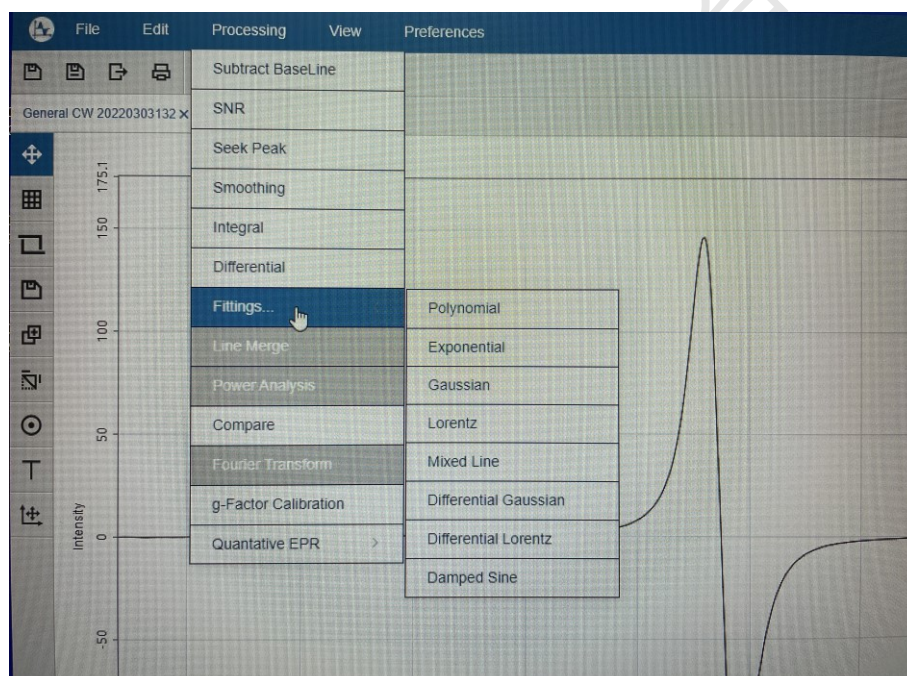 File Edit Processing View Preferences
General CW 20220303132 ×
Subtract BaseLine
SNR
Seek Peak
Smoothing
Integral
Differential
Fittings...
Line Merge
Power Analysis
Compare
Fourier Transform
g-Factor Calibration
Quantative EPR >
Polynomial
Exponential
Gaussian
Lorentz
Mixed Line
Differential Gaussian
Differential Lorentz
Damped Sine
T
175.1
150
100
50
0
-50
Intensity